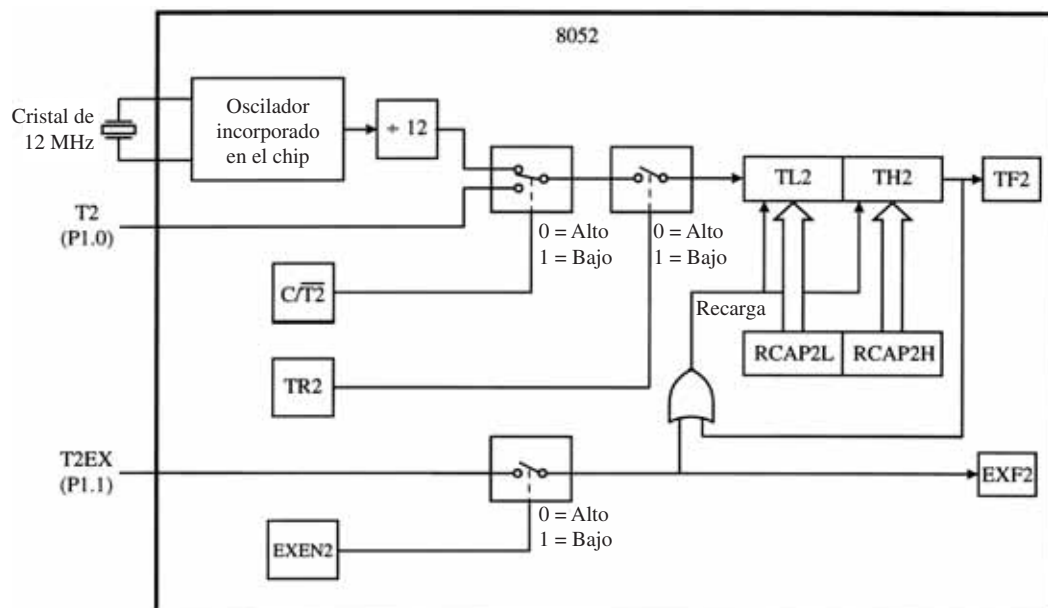 8052
Cristal de
12 MHz
Oscilador
incorporado
en el chip
÷ 12
T2
(P1.0)
0 = Alto
1 = Bajo
0 = Alto
1 = Bajo
TL2
TH2
TF2
C/T̅2̅
Recarga
RCAP2L
RCAP2H
TR2
T2EX
(P1.1)
EXF2
0 = Alto
1 = Bajo
EXEN2